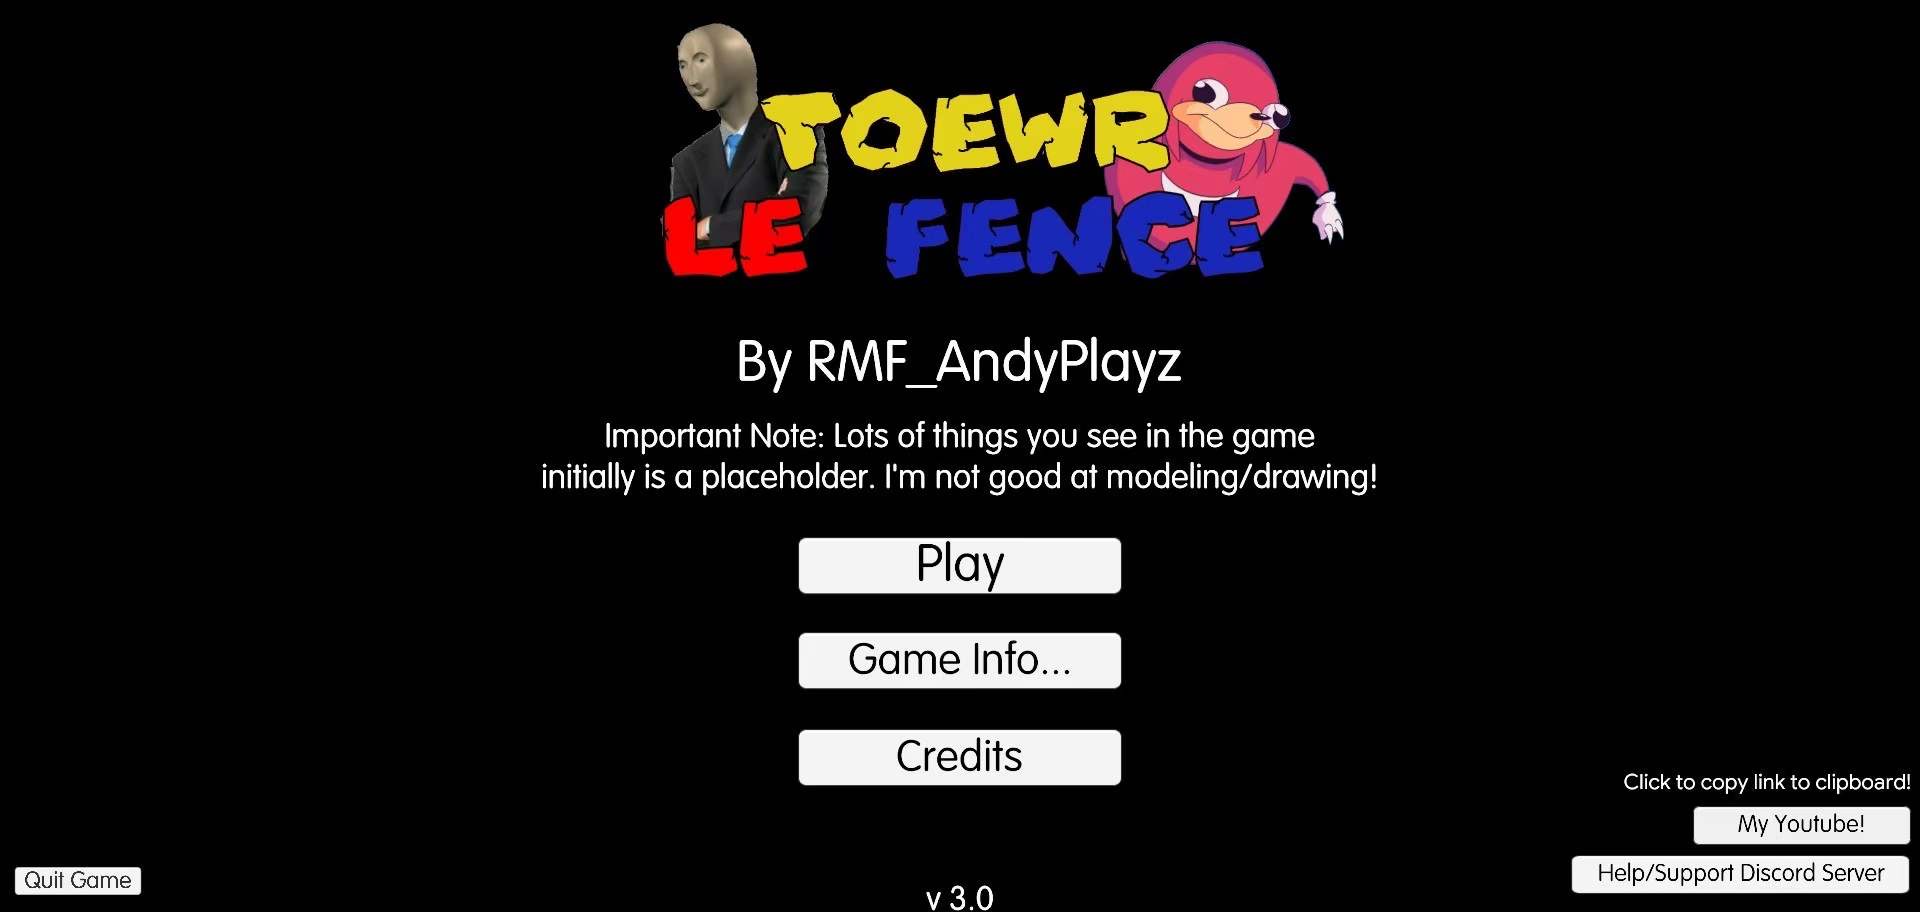 TOEWR
LE FENCE
By RMF_AndyPlayz
Important Note: Lots of things you see in the game
initially is a placeholder. I'm not good at modeling/drawing!
Play
Game Info...
Credits
Click to copy link to clipboard!
My Youtube!
Help/Support Discord Server
Quit Game
v 3.0